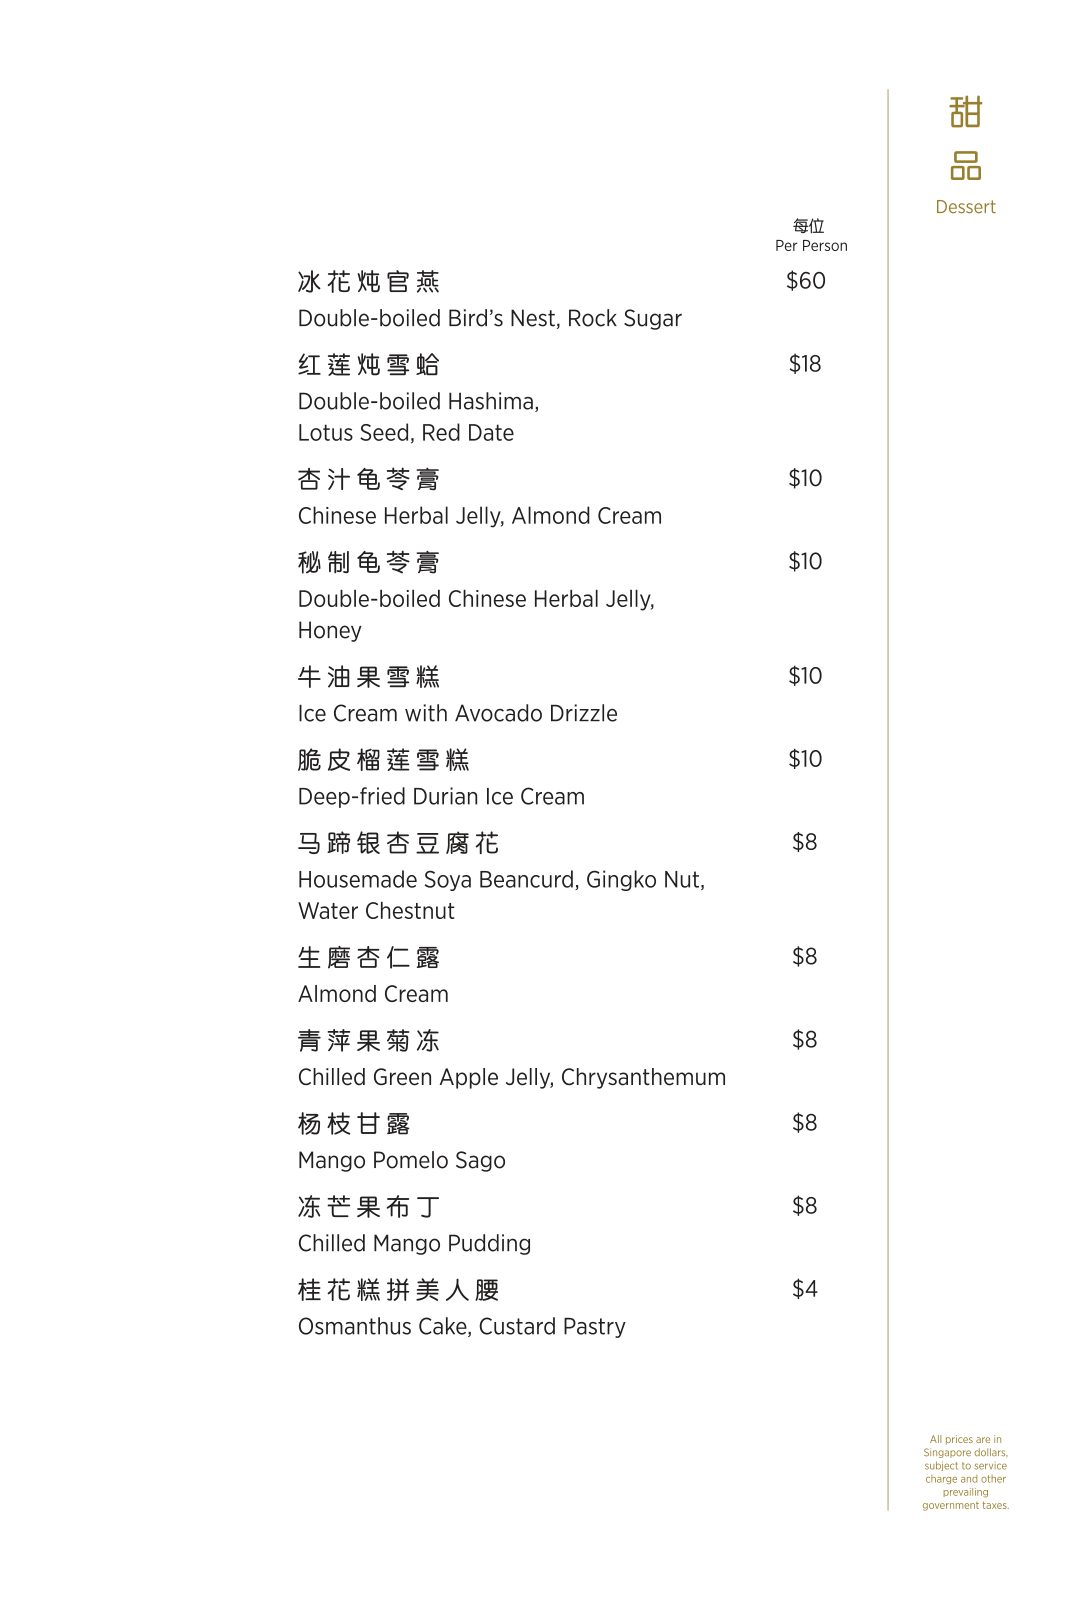 甜
品
Dessert
每位
Per Person
冰花炖官燕 $60
Double-boiled Bird’s Nest, Rock Sugar
红莲炖雪蛤 $18
Double-boiled Hashima,
Lotus Seed, Red Date
杏汁龟苓膏 $10
Chinese Herbal Jelly, Almond Cream
秘制龟苓膏 $10
Double-boiled Chinese Herbal Jelly,
Honey
牛油果雪糕 $10
Ice Cream with Avocado Drizzle
脆皮榴莲雪糕 $10
Deep-fried Durian Ice Cream
马蹄银杏豆腐花 $8
Housemade Soya Beancurd, Gingko Nut,
Water Chestnut
生磨杏仁露 $8
Almond Cream
青萍果菊冻 $8
Chilled Green Apple Jelly, Chrysanthemum
杨枝甘露 $8
Mango Pomelo Sago
冻芒果布丁 $8
Chilled Mango Pudding
桂花糕拼美人腰 $4
Osmanthus Cake, Custard Pastry
All prices are in
Singapore dollars,
subject to service
charge and other
prevailing
government taxes.